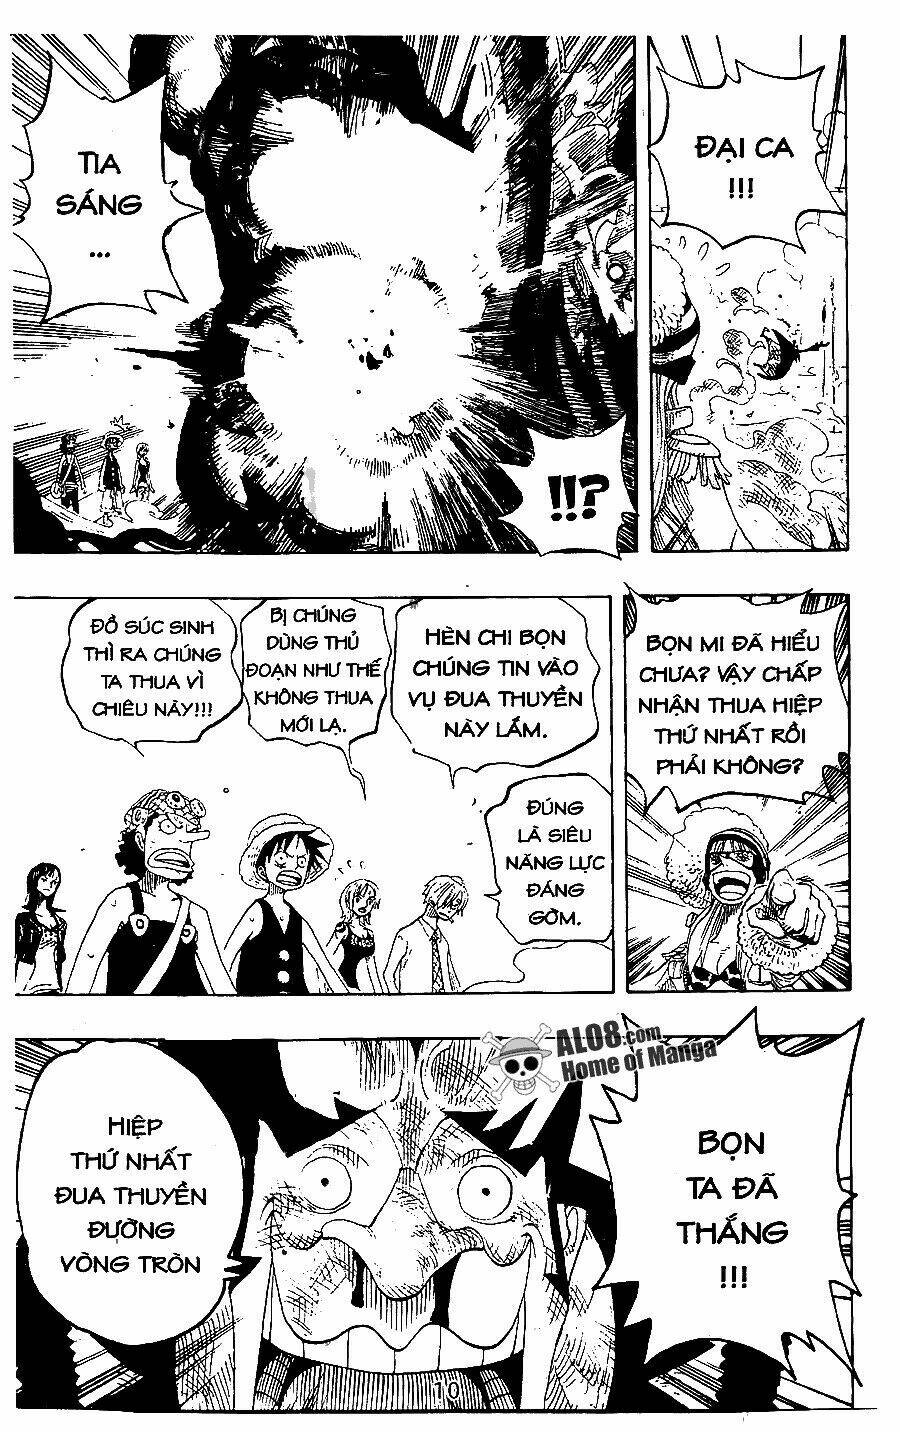 ĐẠI CA
!!!
TIA
SÁNG
...
!!?
BỌN MI ĐÃ HIỂU
CHƯA? VẬY CHẤP
NHẬN THUA HIỆP
THỨ NHẤT RỒI
PHẢI KHÔNG?
HÈN CHI BỌN
CHÚNG TIN VÀO
VỤ ĐUA THUYỀN
NÀY LẮM.
BỊ CHÚNG
DÙNG THỦ
ĐOẠN NHƯ THẾ
KHÔNG THUA
MỚI LẠ.
ĐỒ SÚC SINH
THÌ RA CHÚNG
TA THUA VÌ
CHIÊU NÀY!!!
ĐÚNG
LÀ SIÊU
NĂNG LỰC
ĐÁNG
GỜM.
AL08.com
Home of Manga
BỌN
TA ĐÃ
THẮNG
!!!
HIỆP
THỨ NHẤT
ĐUA THUYỀN
ĐƯỜNG
VÒNG TRÒN
10